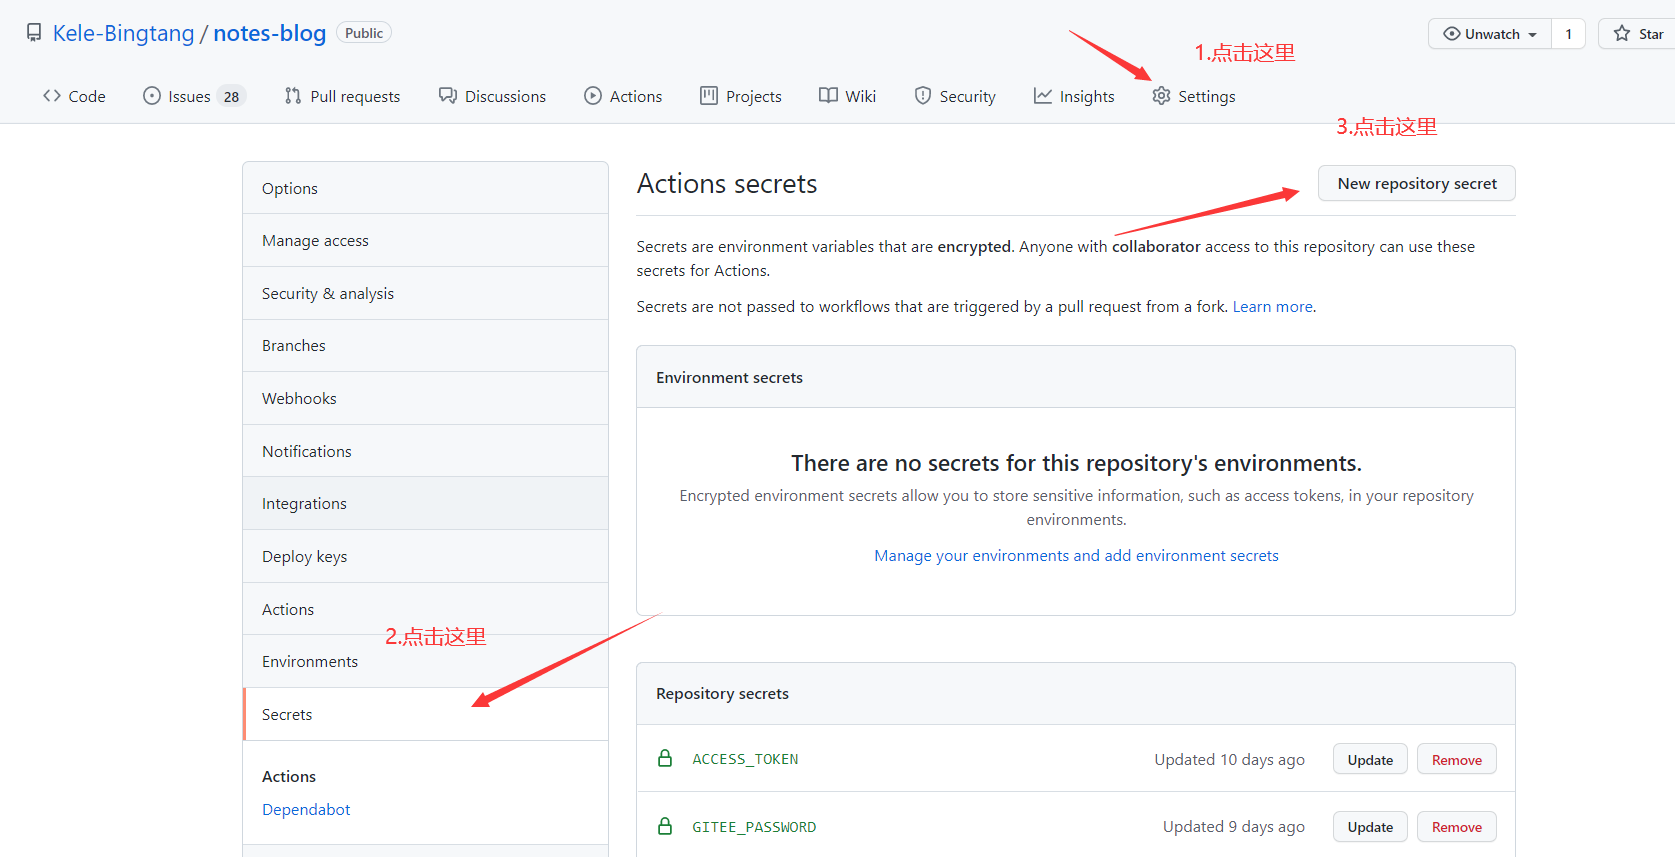 Kele-Bingtang / notes-blog Public
Unwatch 1 Star
1.点击这里
Code Issues 28 Pull requests Discussions Actions Projects Wiki Security Insights Settings
3.点击这里
Options
Manage access
Security & analysis
Branches
Webhooks
Notifications
Integrations
Deploy keys
Actions
2.点击这里
Environments
Secrets
Actions
Dependabot
Actions secrets
New repository secret
Secrets are environment variables that are encrypted. Anyone with collaborator access to this repository can use these
secrets for Actions.
Secrets are not passed to workflows that are triggered by a pull request from a fork. Learn more.
Environment secrets
There are no secrets for this repository's environments.
Encrypted environment secrets allow you to store sensitive information, such as access tokens, in your repository
environments.
Manage your environments and add environment secrets
Repository secrets
ACCESS_TOKEN Updated 10 days ago Update Remove
GITEE_PASSWORD Updated 9 days ago Update Remove